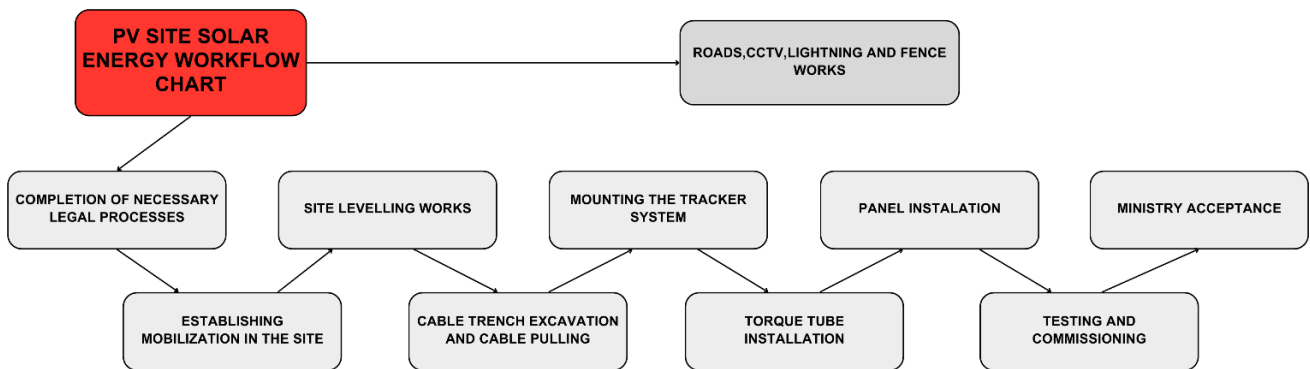 PV SITE SOLAR
ENERGY WORKFLOW
CHART
ROADS,CCTV,LIGHTNING AND FENCE
WORKS
COMPLETION OF NECESSARY
LEGAL PROCESSES
SITE LEVELLING WORKS
MOUNTING THE TRACKER
SYSTEM
PANEL INSTALATION
MINISTRY ACCEPTANCE
ESTABLISHING
MOBILIZATION IN THE SITE
CABLE TRENCH EXCAVATION
AND CABLE PULLING
TORQUE TUBE
INSTALLATION
TESTING AND
COMMISSIONING